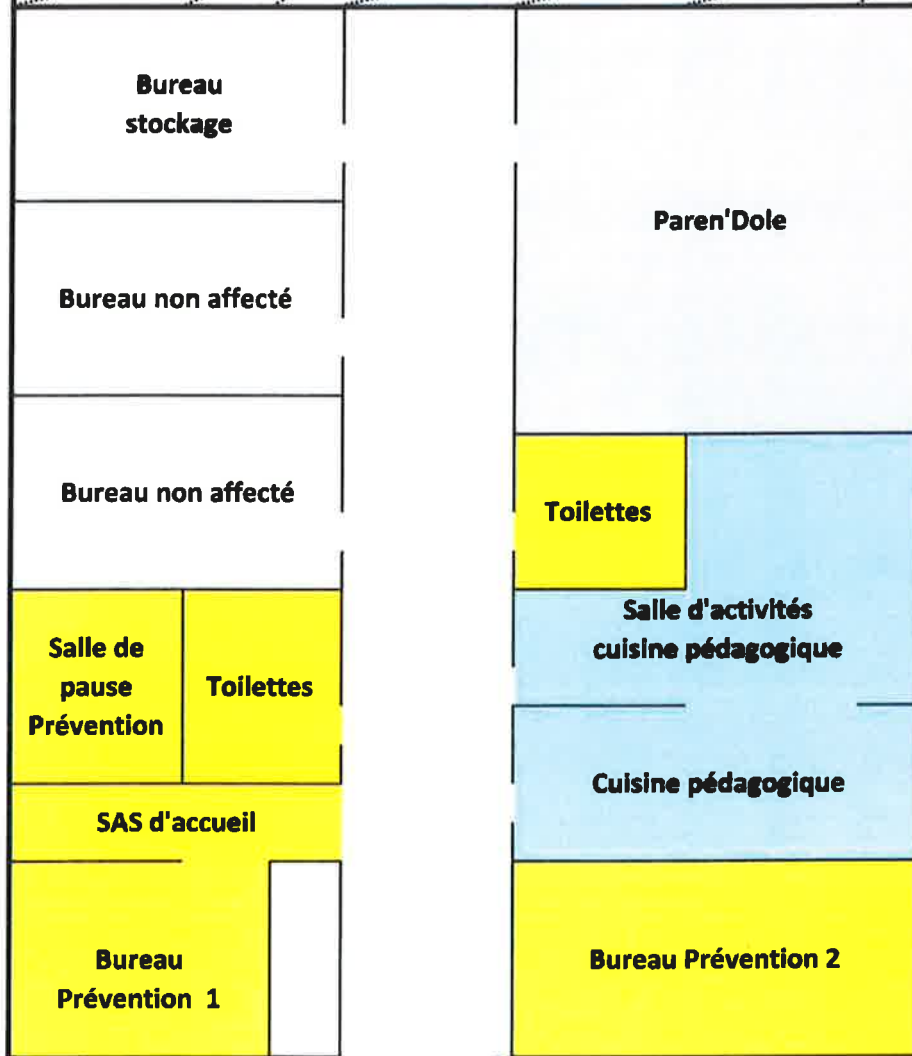 Bureau
stockage
Paren'Dole
Bureau non affecté
Bureau non affecté
Toilettes
Salle d'activités
cuisine pédagogique
Salle de
pause
Prévention
Toilettes
Cuisine pédagogique
SAS d'accueil
Bureau
Prévention 1
Bureau Prévention 2